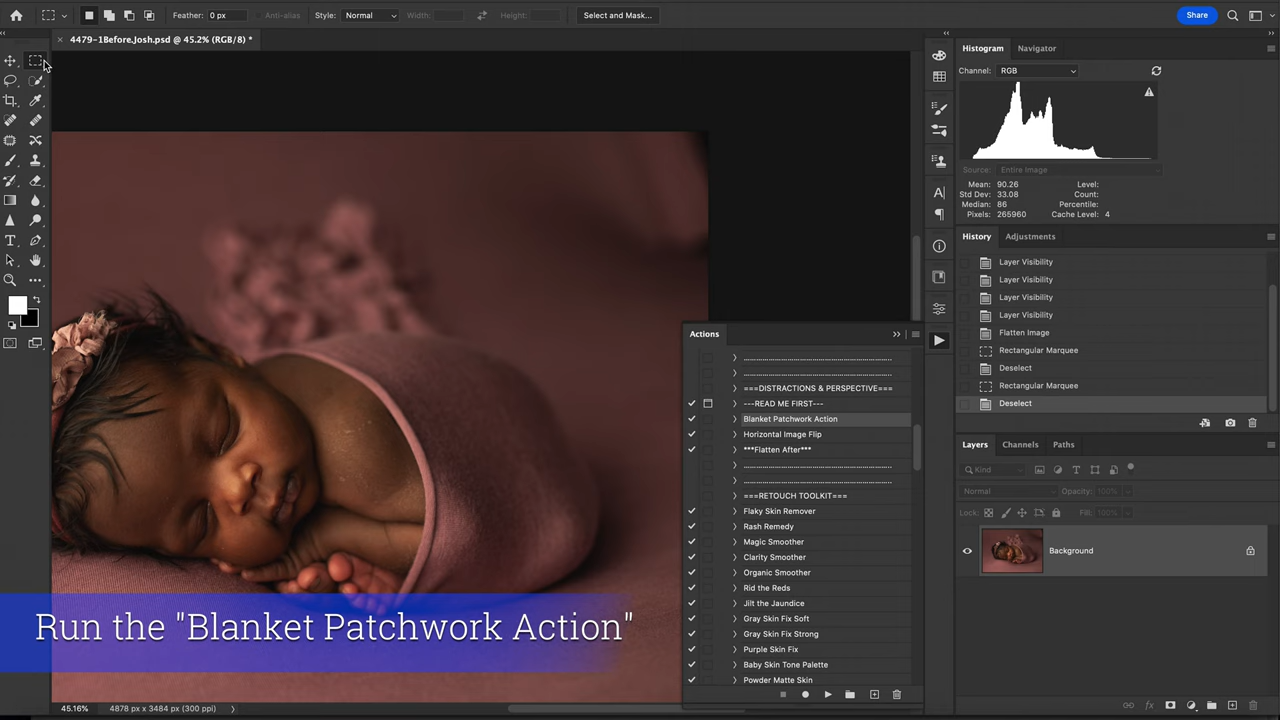 Feather: 0 px
Anti-alias
Style: Normal
Width:
Height:
Select and Mask...
Share
4479-1Before.Josh.psd @ 45.2% (RGB/8) *
Histogram
Navigator
Channel: RGB
Source: Entire Image
Mean: 90.26
Level:
Std Dev: 33.08
Count:
Median: 86
Percentile:
Pixels: 265960
Cache Level: 4
History
Adjustments
Layer Visibility
Layer Visibility
Layer Visibility
Layer Visibility
Flatten Image
Rectangular Marquee
Deselect
Rectangular Marquee
Deselect
Actions
===DISTRACTIONS & PERSPECTIVE===
---READ ME FIRST---
Blanket Patchwork Action
Horizontal Image Flip
***Flatten After***
===RETOUCH TOOLKIT===
Flaky Skin Remover
Rash Remedy
Magic Smoother
Clarity Smoother
Organic Smoother
Rid the Reds
Jilt the Jaundice
Gray Skin Fix Soft
Gray Skin Fix Strong
Purple Skin Fix
Baby Skin Tone Palette
Powder Matte Skin
Layers
Channels
Paths
Kind
Normal
Opacity: 100%
Lock:
Fill: 100%
Background
Run the "Blanket Patchwork Action"
45.16%
4878 px x 3484 px (300 ppi)